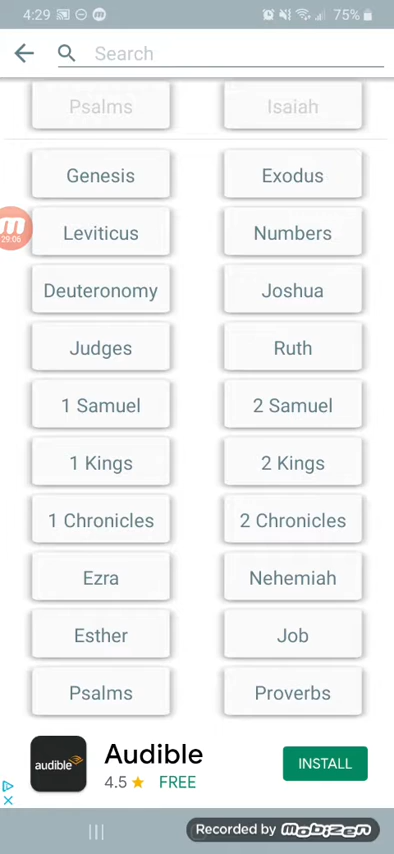 4:29 75%
Search
Psalms Isaiah
Genesis Exodus
29:06
Leviticus Numbers
Deuteronomy Joshua
Judges Ruth
1 Samuel 2 Samuel
1 Kings 2 Kings
1 Chronicles 2 Chronicles
Ezra Nehemiah
Esther Job
Psalms Proverbs
audible Audible INSTALL
4.5 ★ FREE
Recorded by mobizen